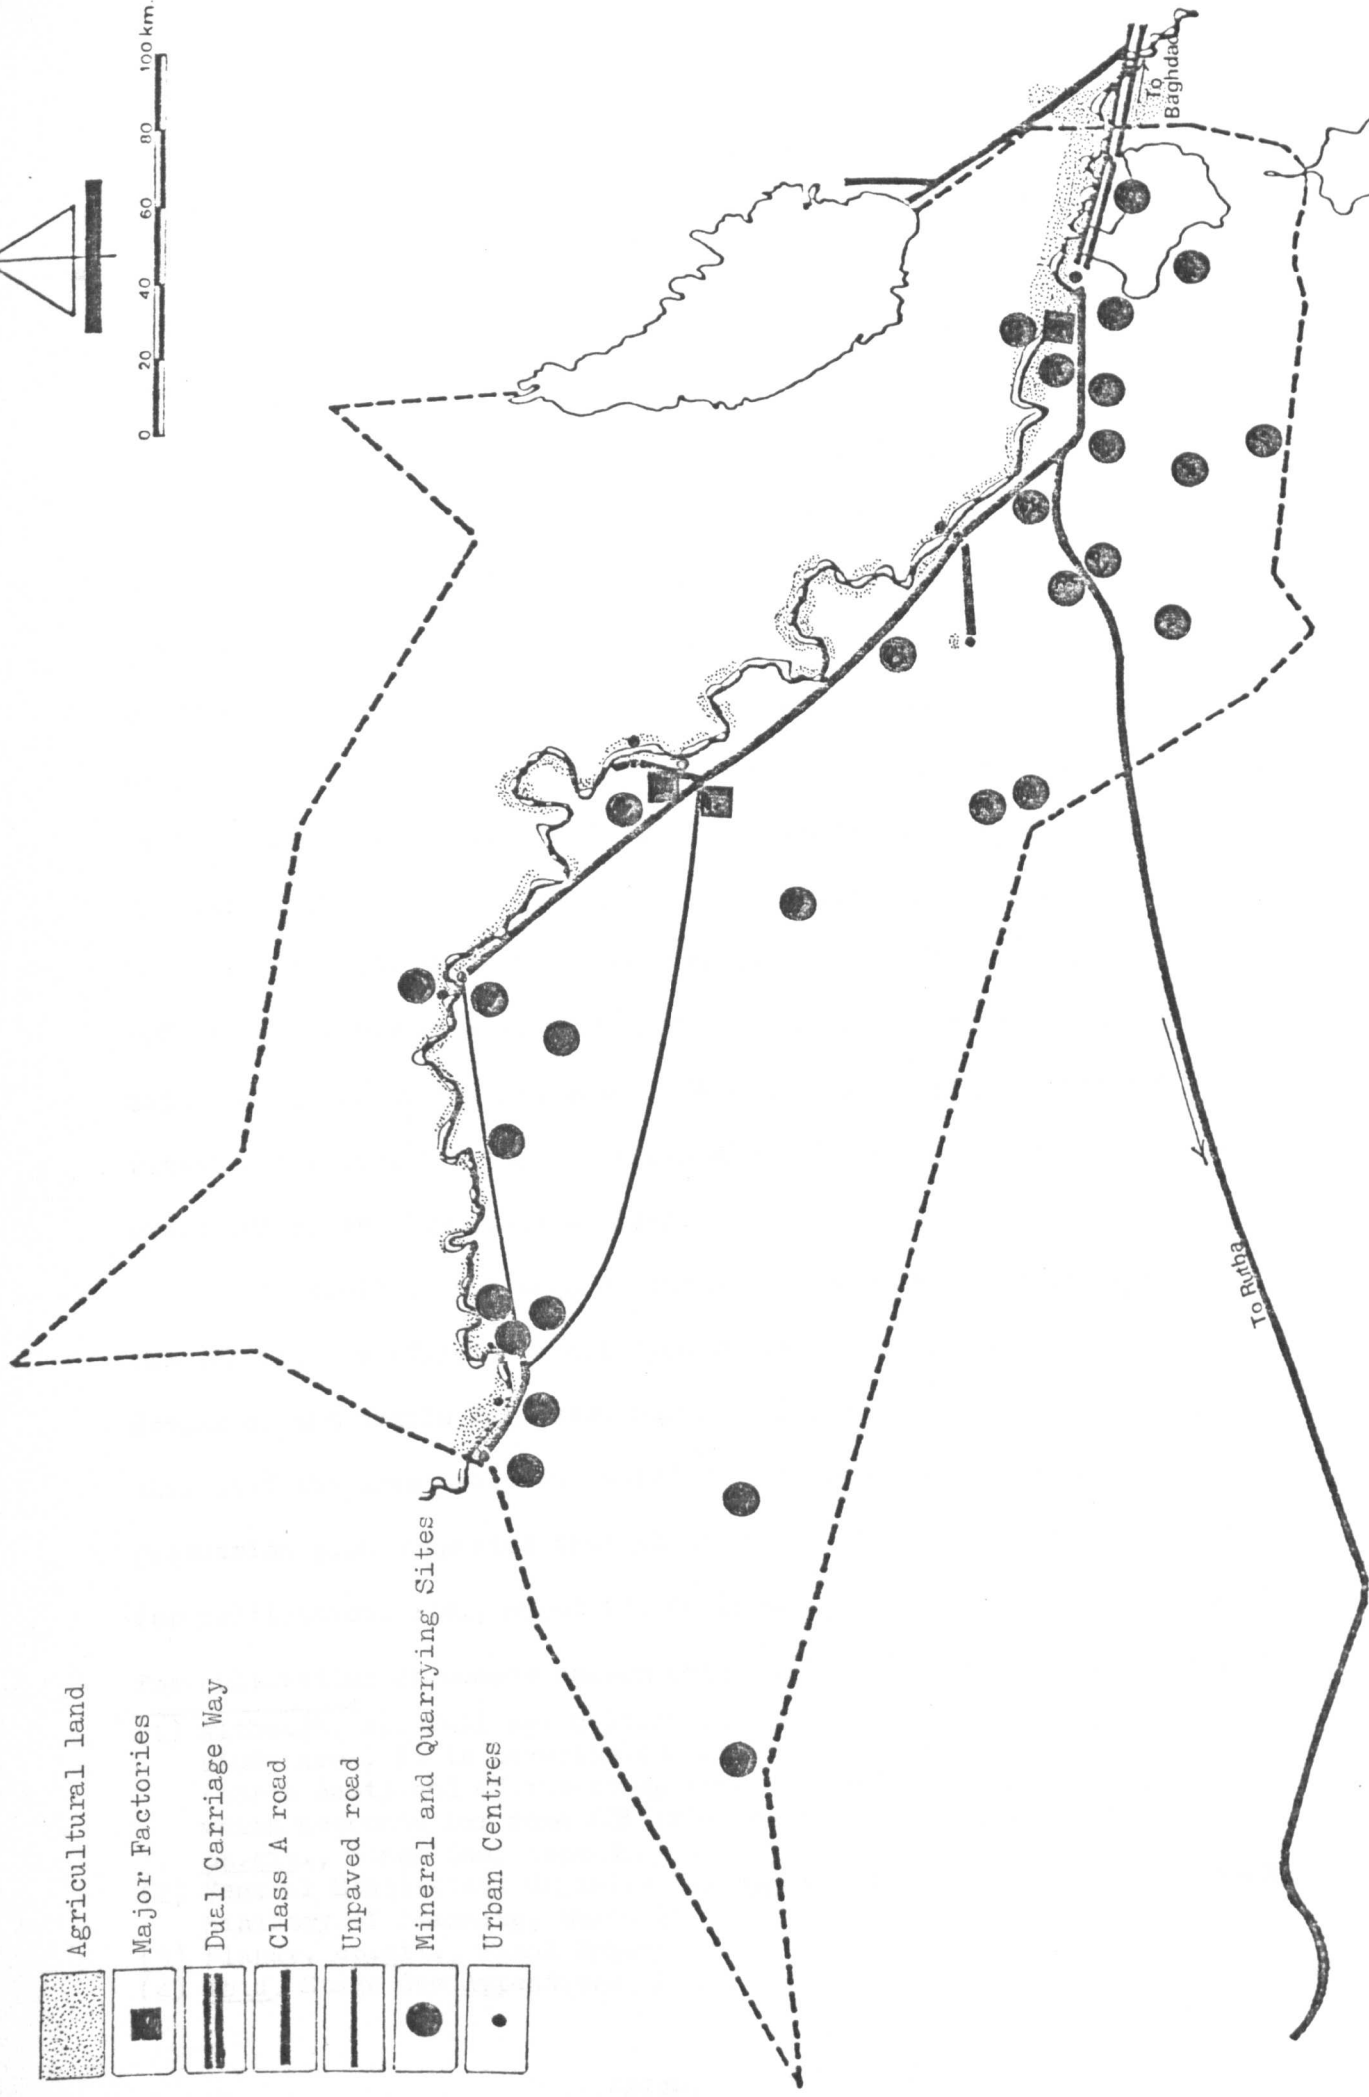 0 20 40 60 80 100 km.
To
Baghdad
To Rutba
Agricultural land
Major Factories
Dual Carriage Way
Class A road
Unpaved road
Mineral and Quarrying Sites
Urban Centres